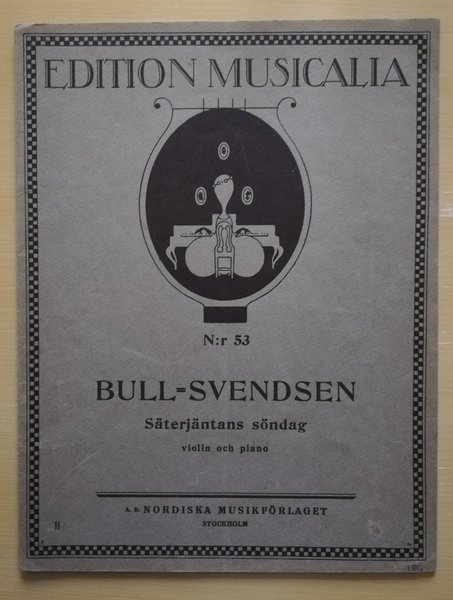 EDITION MUSICALIA
N:r 53
BULL-SVENDSEN
Säterjäntans söndag
violin och piano
A. B. NORDISKA MUSIKFÖRLAGET
STOCKHOLM